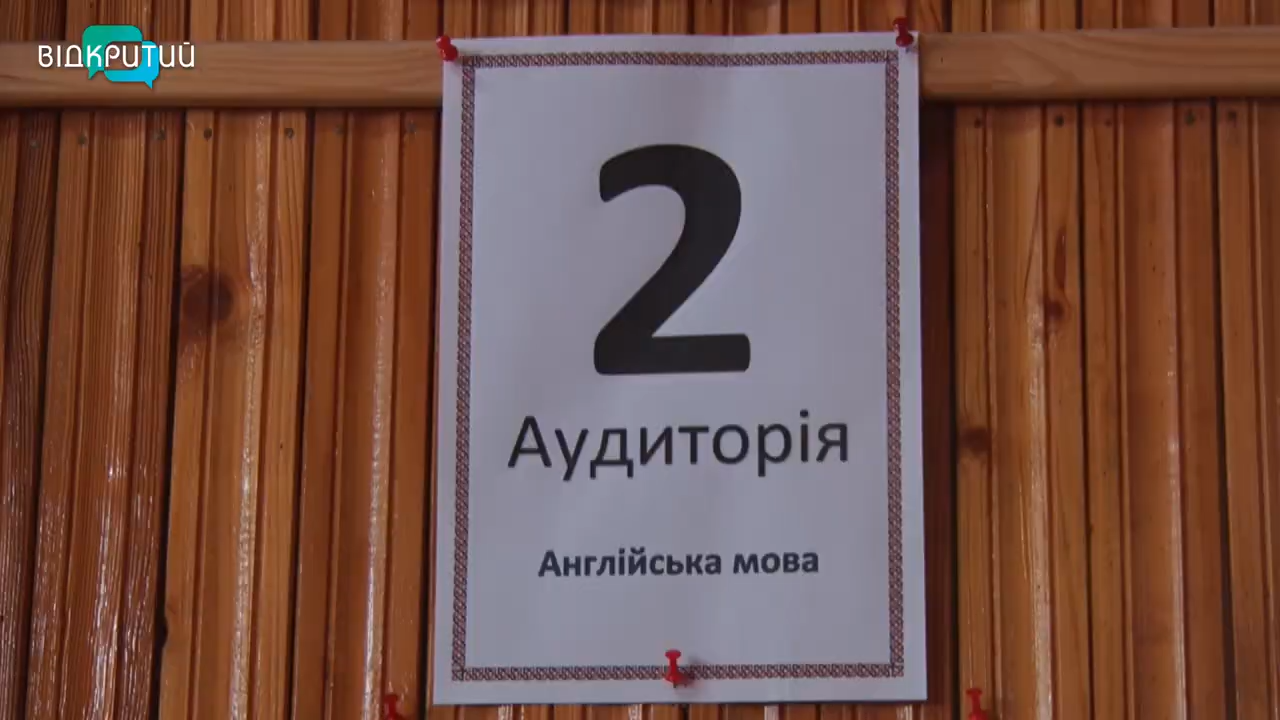 ВІДКРИТИЙ
2
Аудиторія
Англійська мова